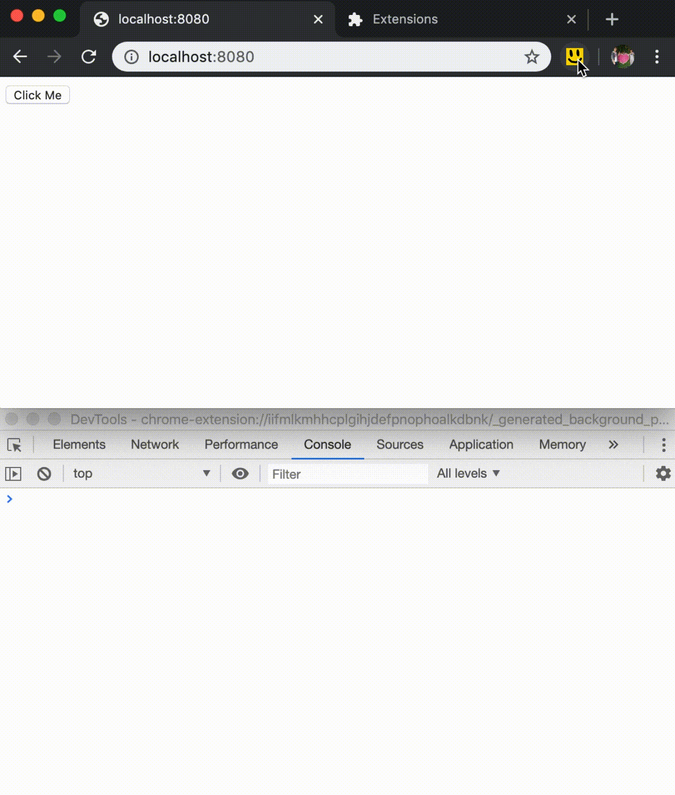 localhost:8080 Extensions
localhost:8080
Click Me
DevTools - chrome-extension://iifmlkmhhcplgihjdefpnophoalkdbnk/_generated_background_p...
Elements Network Performance Console Sources Application Memory »
top Filter All levels